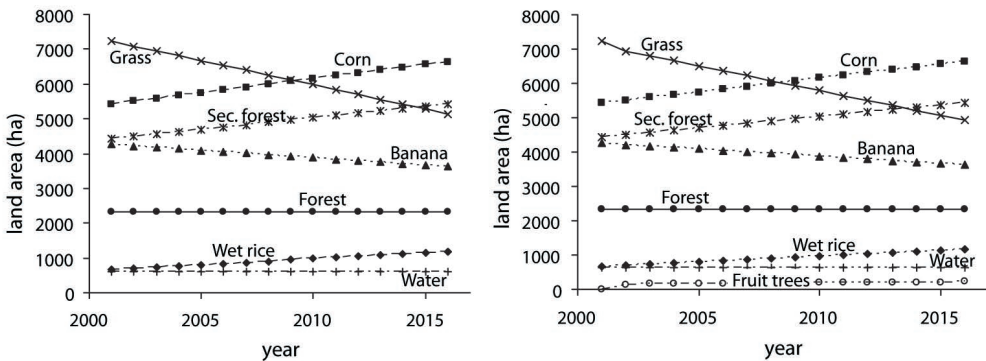 8000
7000
6000
5000
4000
3000
2000
1000
0
land area (ha)
Grass
Corn
Sec. forest
Banana
Forest
Wet rice
Water
2000
2005
2010
2015
year
8000
7000
6000
5000
4000
3000
2000
1000
0
land area (ha)
Grass
Corn
Sec. forest
Banana
Forest
Wet rice
Water
Fruit trees
2000
2005
2010
2015
year